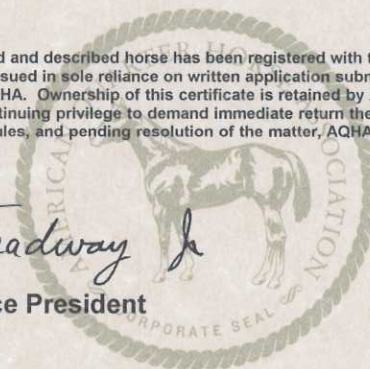 d and described horse has been registered with t
sued in sole reliance on written application subm
HA. Ownership of this certificate is retained by
tinuing privilege to demand immediate return the
ules, and pending resolution of the matter, AQHA
eadway Jr
ce President
AMERICAN QUARTER HORSE ASSOCIATION
CORPORATE SEAL